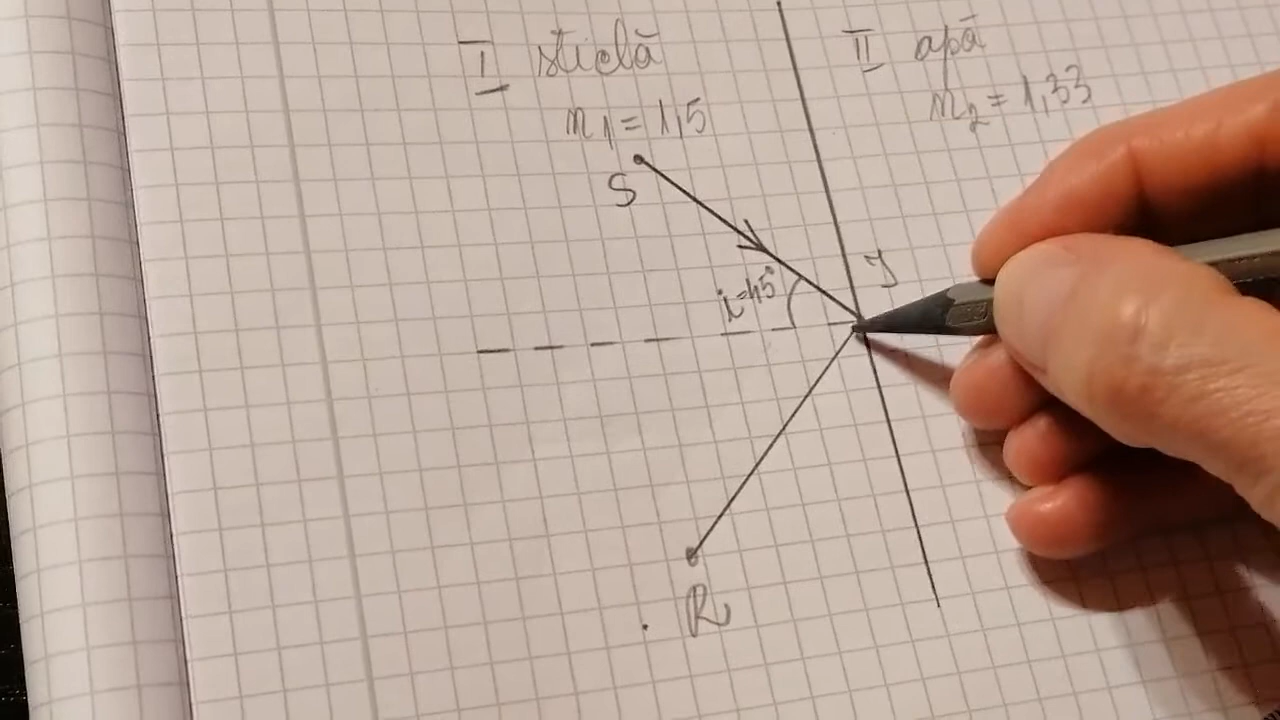 I sticlă
n₁ = 1,5
II apă
n₂ = 1,33
S
i=45°
I
R